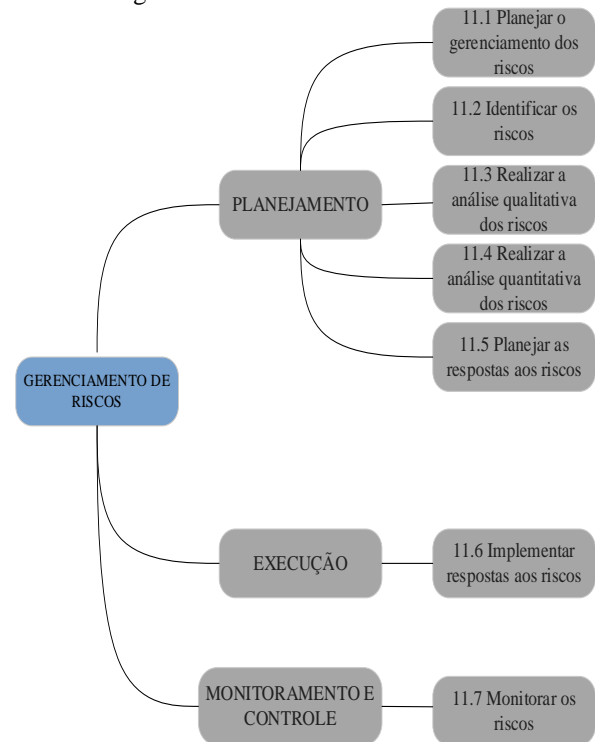 11.1 Planejar o
gerenciamento dos
riscos
11.2 Identificar os
riscos
11.3 Realizar a
análise qualitativa
dos riscos
PLANEJAMENTO
11.4 Realizar a
análise quantitativa
dos riscos
11.5 Planejar as
respostas aos riscos
GERENCIAMENTO DE
RISCOS
EXECUÇÃO
11.6 Implementar
respostas aos riscos
MONITORAMENTO E
CONTROLE
11.7 Monitorar os
riscos